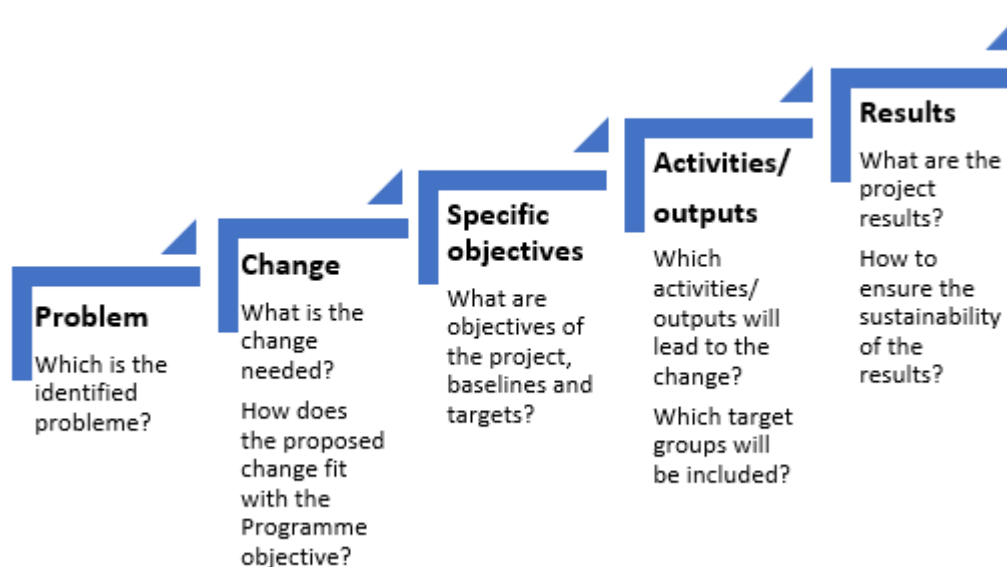 Problem
Which is the
identified
probleme?
Change
What is the
change
needed?
How does
the proposed
change fit
with the
Programme
objective?
Specific
objectives
What are
objectives of
the project,
baselines and
targets?
Activities/
outputs
Which
activities/
outputs will
lead to the
change?
Which target
groups will
be included?
Results
What are the
project
results?
How to
ensure the
sustainability
of the
results?